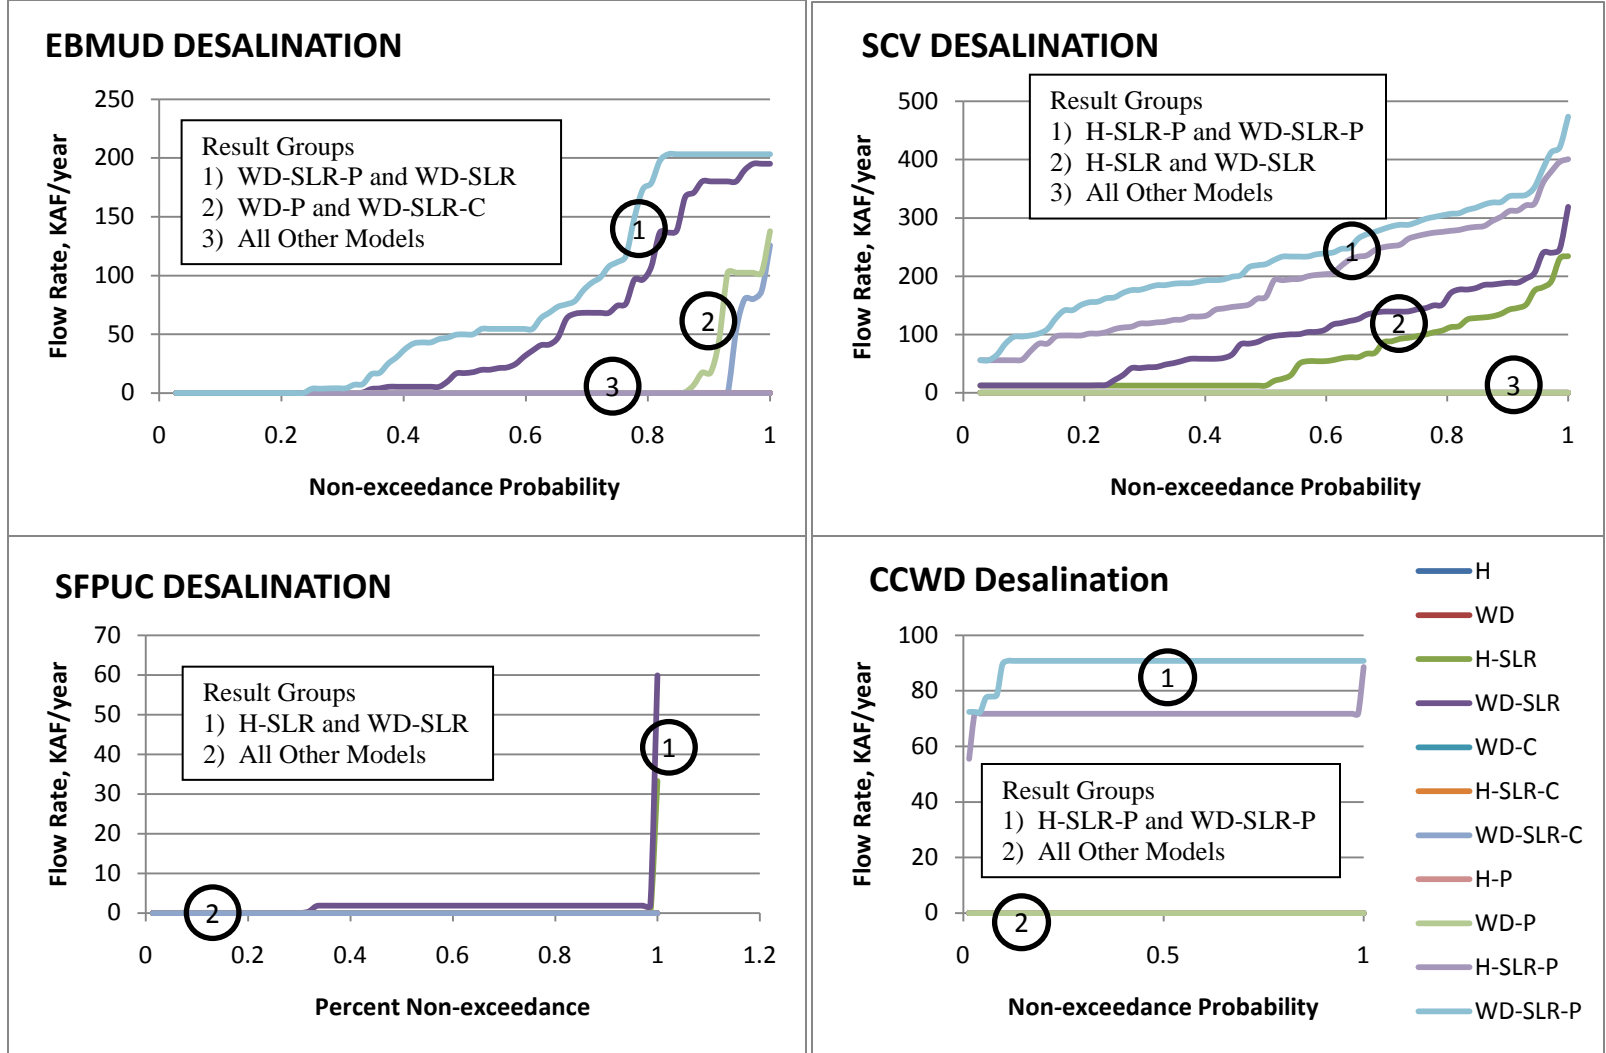 EBMUD DESALINATION
Flow Rate, KAF/year
250
200
150
100
50
0
Result Groups
1) WD-SLR-P and WD-SLR
2) WD-P and WD-SLR-C
3) All Other Models
1
2
3
0 0.2 0.4 0.6 0.8 1
Non-exceedance Probability
SCV DESALINATION
Flow Rate, KAF/year
500
400
300
200
100
0
Result Groups
1) H-SLR-P and WD-SLR-P
2) H-SLR and WD-SLR
3) All Other Models
1
2
3
0 0.2 0.4 0.6 0.8 1
Non-exceedance Probability
SFPUC DESALINATION
Flow Rate, KAF/year
70
60
50
40
30
20
10
0
Result Groups
1) H-SLR and WD-SLR
2) All Other Models
1
2
0 0.2 0.4 0.6 0.8 1 1.2
Percent Non-exceedance
CCWD Desalination
Flow Rate, KAF/year
100
80
60
40
20
0
1
Result Groups
1) H-SLR-P and WD-SLR-P
2) All Other Models
2
0 0.5 1
Non-exceedance Probability
H
WD
H-SLR
WD-SLR
WD-C
H-SLR-C
WD-SLR-C
H-P
WD-P
H-SLR-P
WD-SLR-P